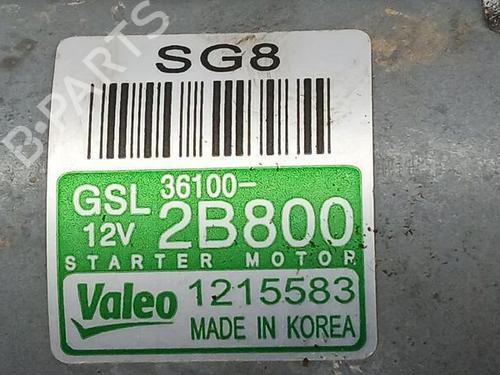 SG8
GSL 36100-
12V 2B800
STARTER MOTOR
Valeo 1215583
MADE IN KOREA
B-PARTS